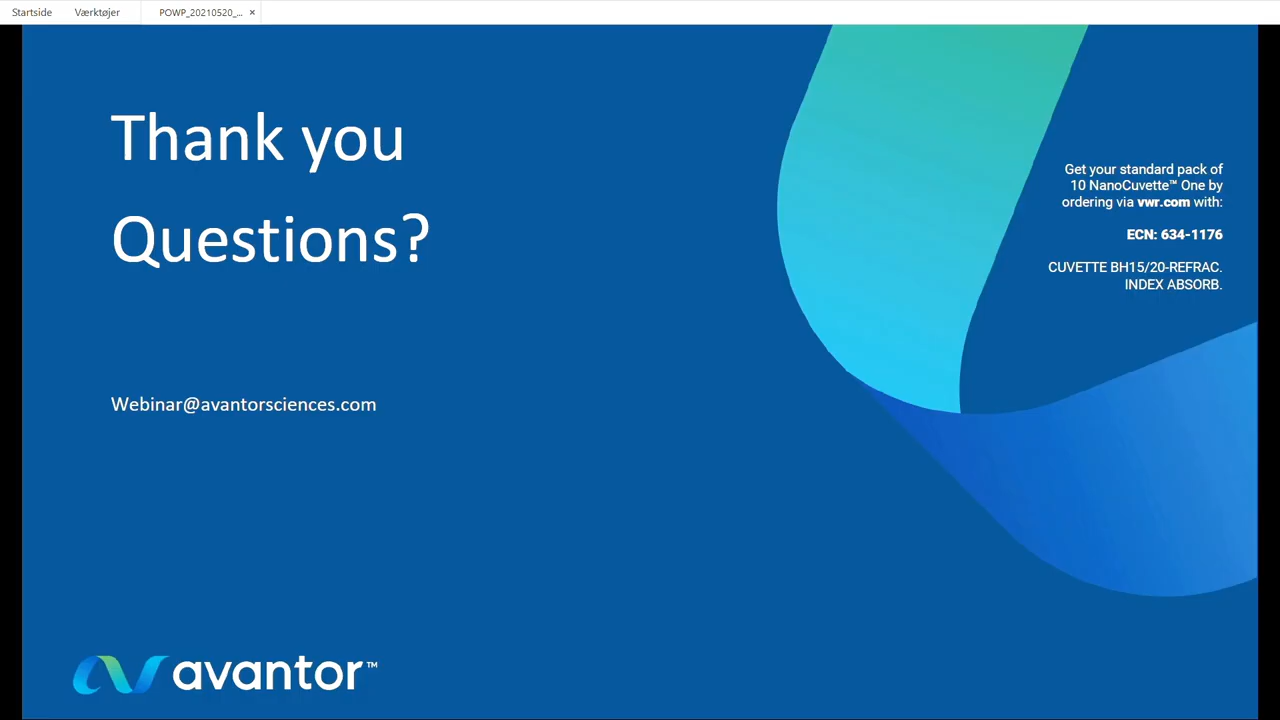 Startside
Værktøjer
POWP_20210520_... ×
Thank you
Questions?
Get your standard pack of
10 NanoCuvette™ One by
ordering via vwr.com with:
ECN: 634-1176
CUVETTE BH15/20-REFRAC.
INDEX ABSORB.
Webinar@avantorsciences.com
avantor™